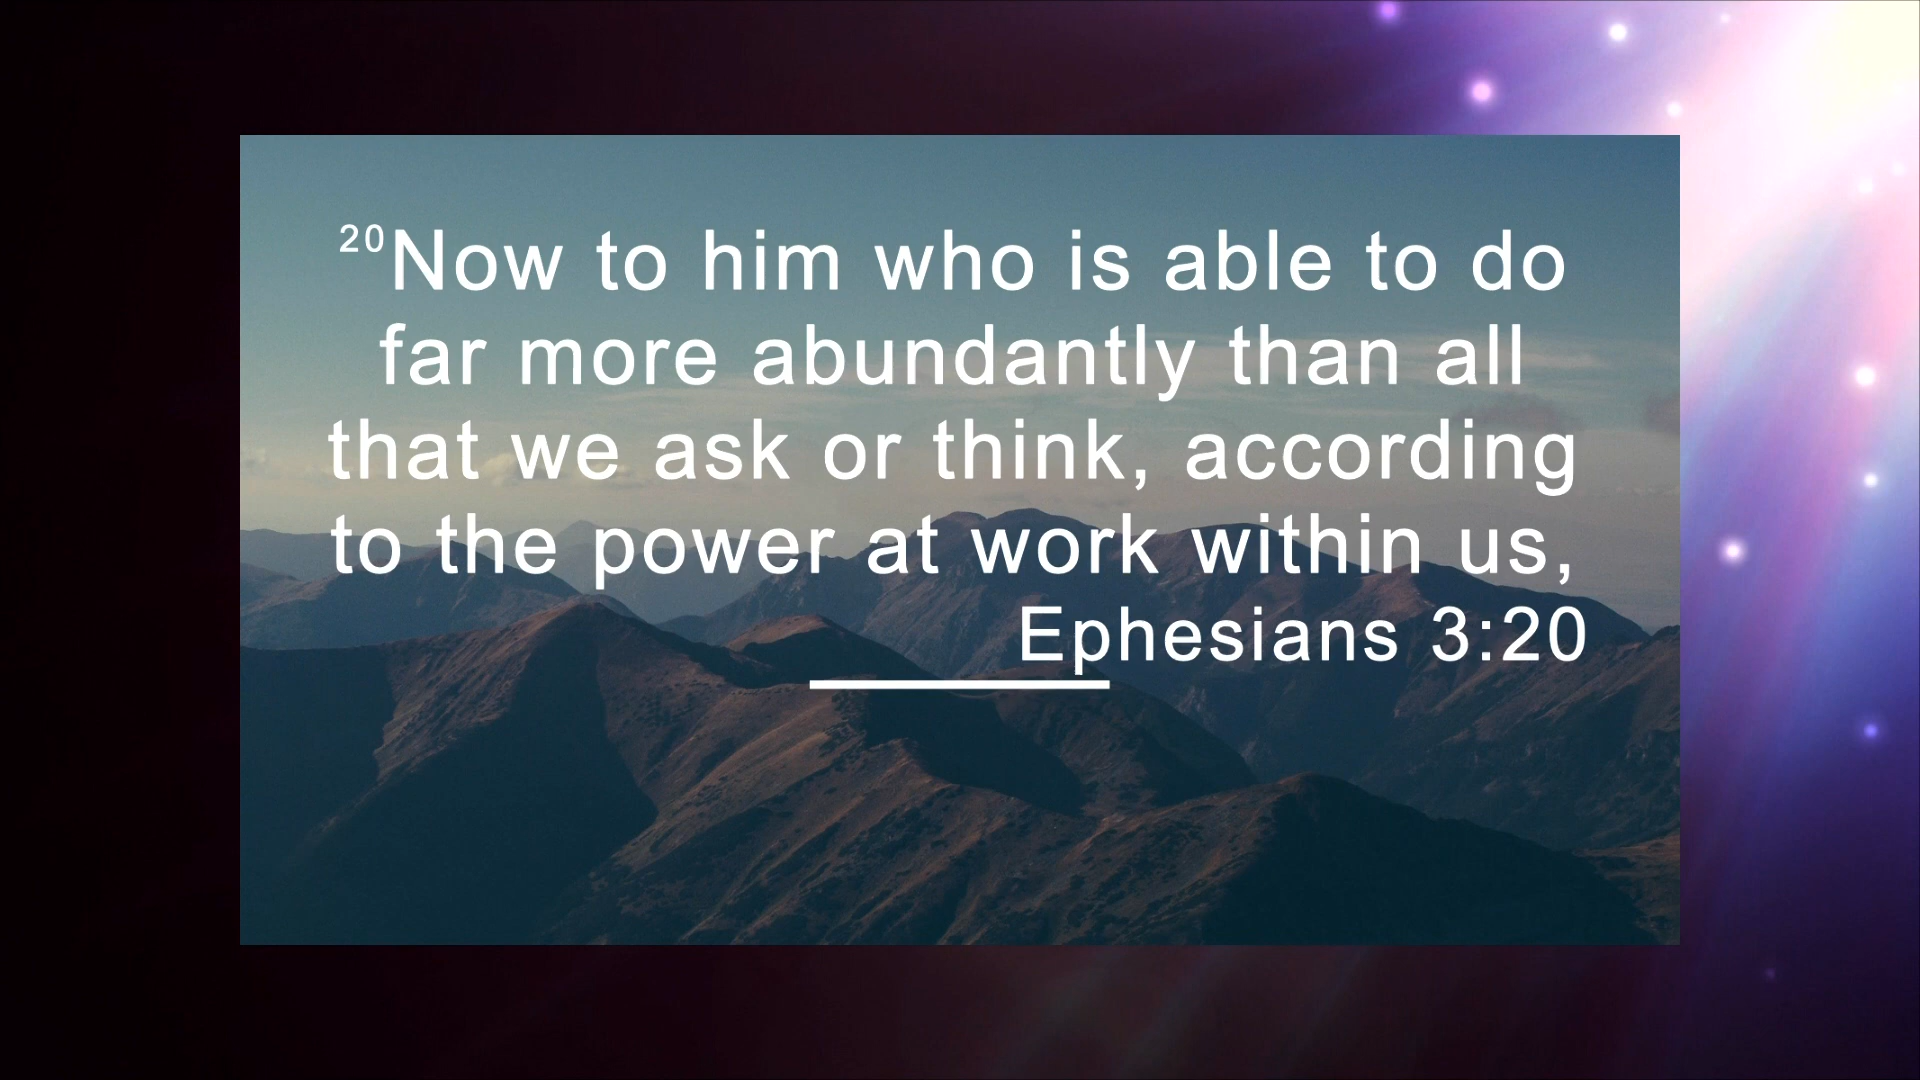 20Now to him who is able to do
far more abundantly than all
that we ask or think, according
to the power at work within us,
Ephesians 3:20